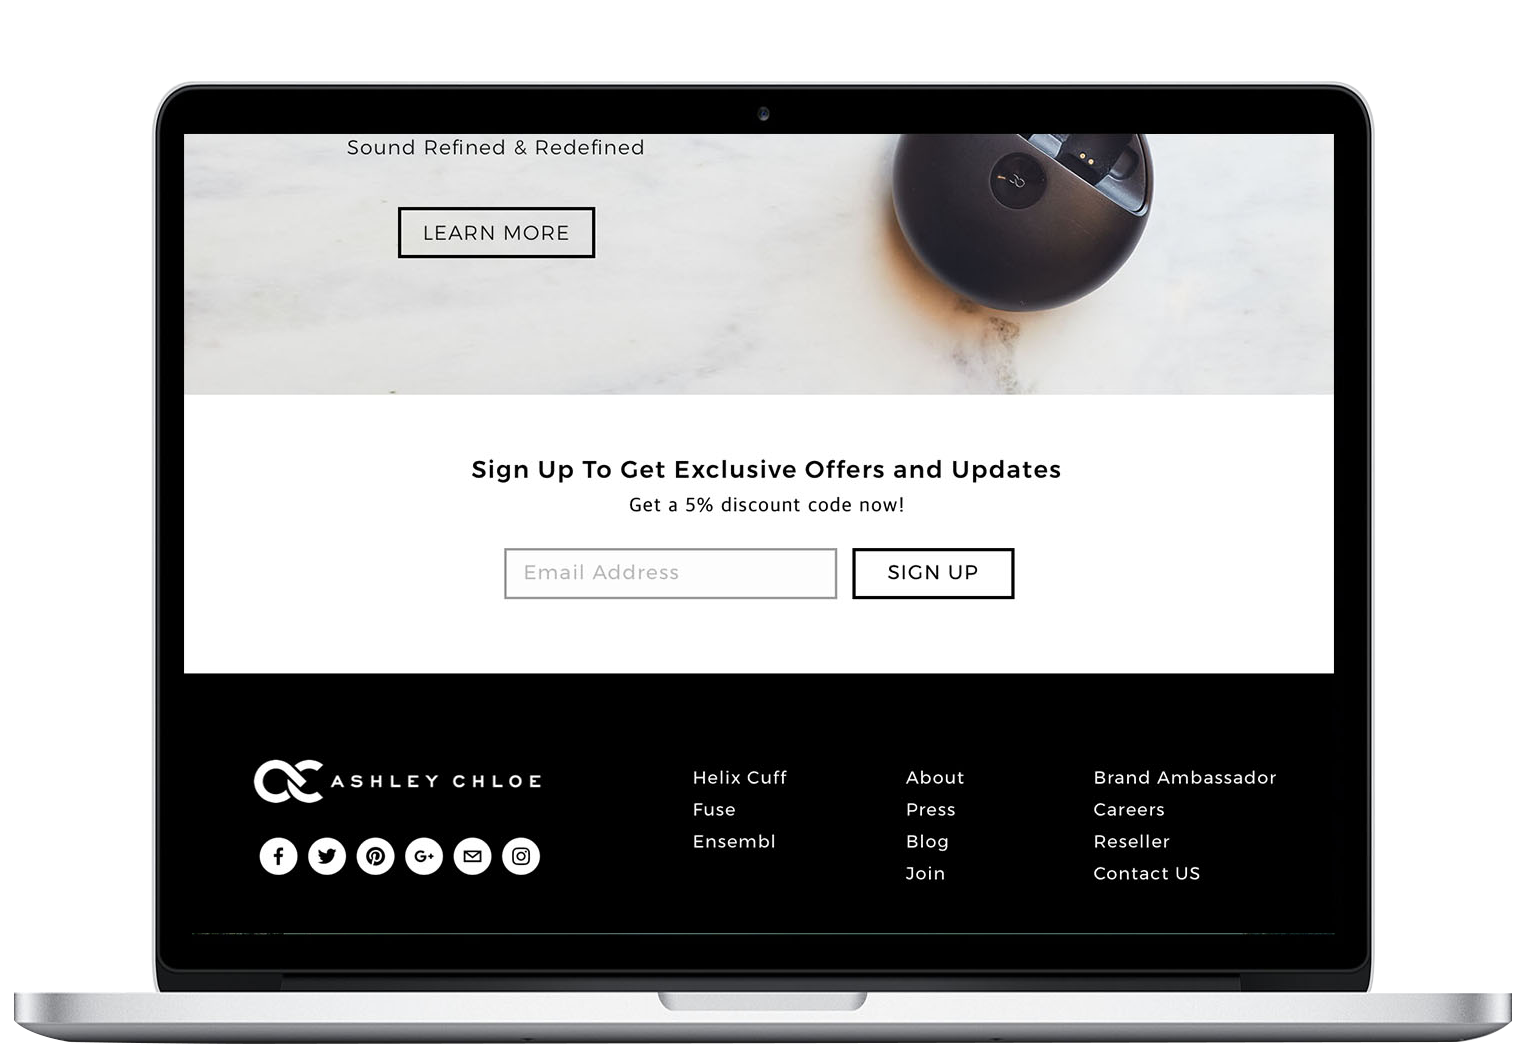 Sound Refined & Redefined
LEARN MORE
Sign Up To Get Exclusive Offers and Updates
Get a 5% discount code now!
Email Address
SIGN UP
ASHLEY CHLOE
Helix Cuff
Fuse
Ensembl
About
Press
Blog
Join
Brand Ambassador
Careers
Reseller
Contact US